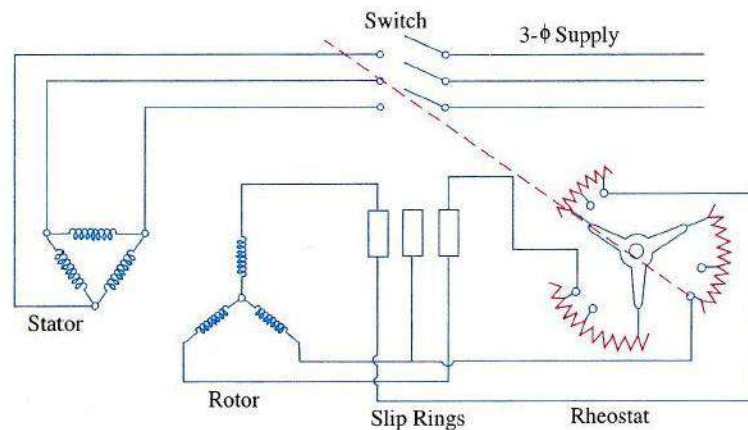 Switch
3-ϕ Supply
Stator
Rotor
Slip Rings
Rheostat